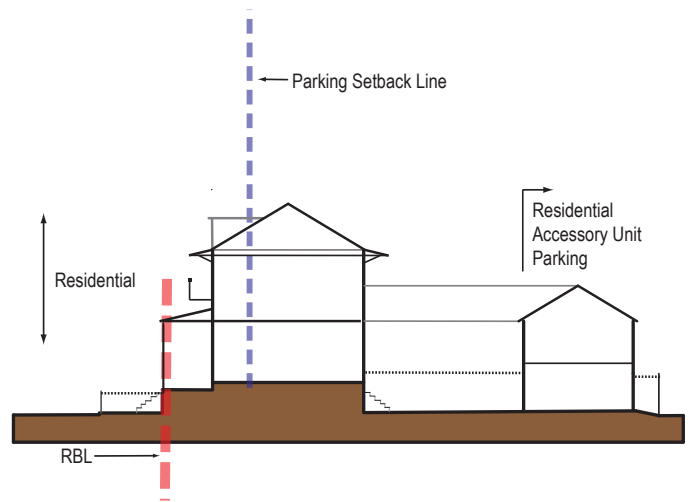 Parking Setback Line
Residential
Accessory Unit
Parking
Residential
RBL